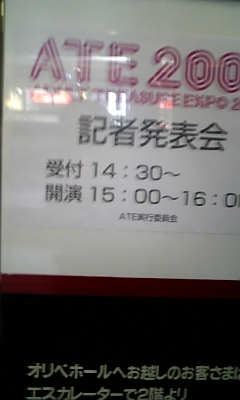 ATE 200
EXPO 2
記者発表会
受付 14：30～
開演 15：00～16：0
ATE実行委員会
オリベホールへお越しのお客さまは
エスカレーターで2階より